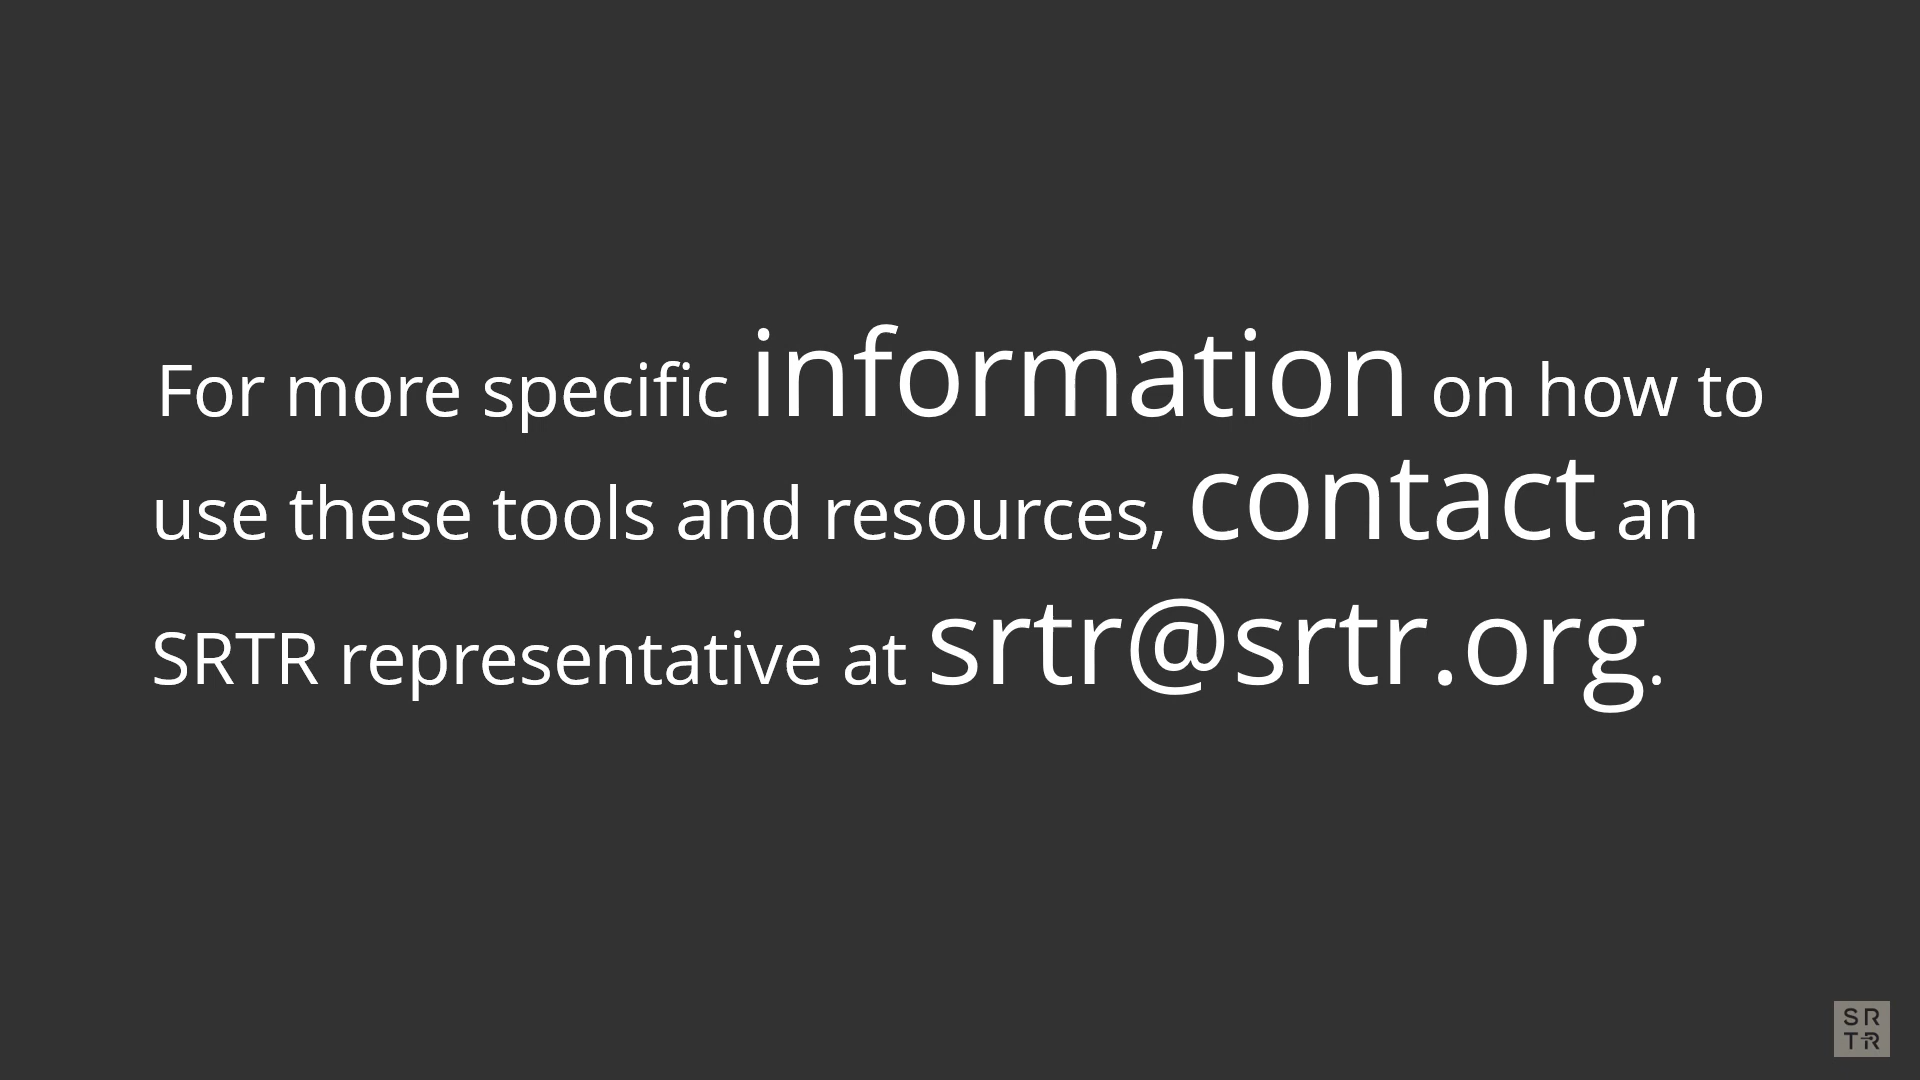 For more specific information on how to
use these tools and resources, contact an
SRTR representative at srtr@srtr.org.
SR
TR